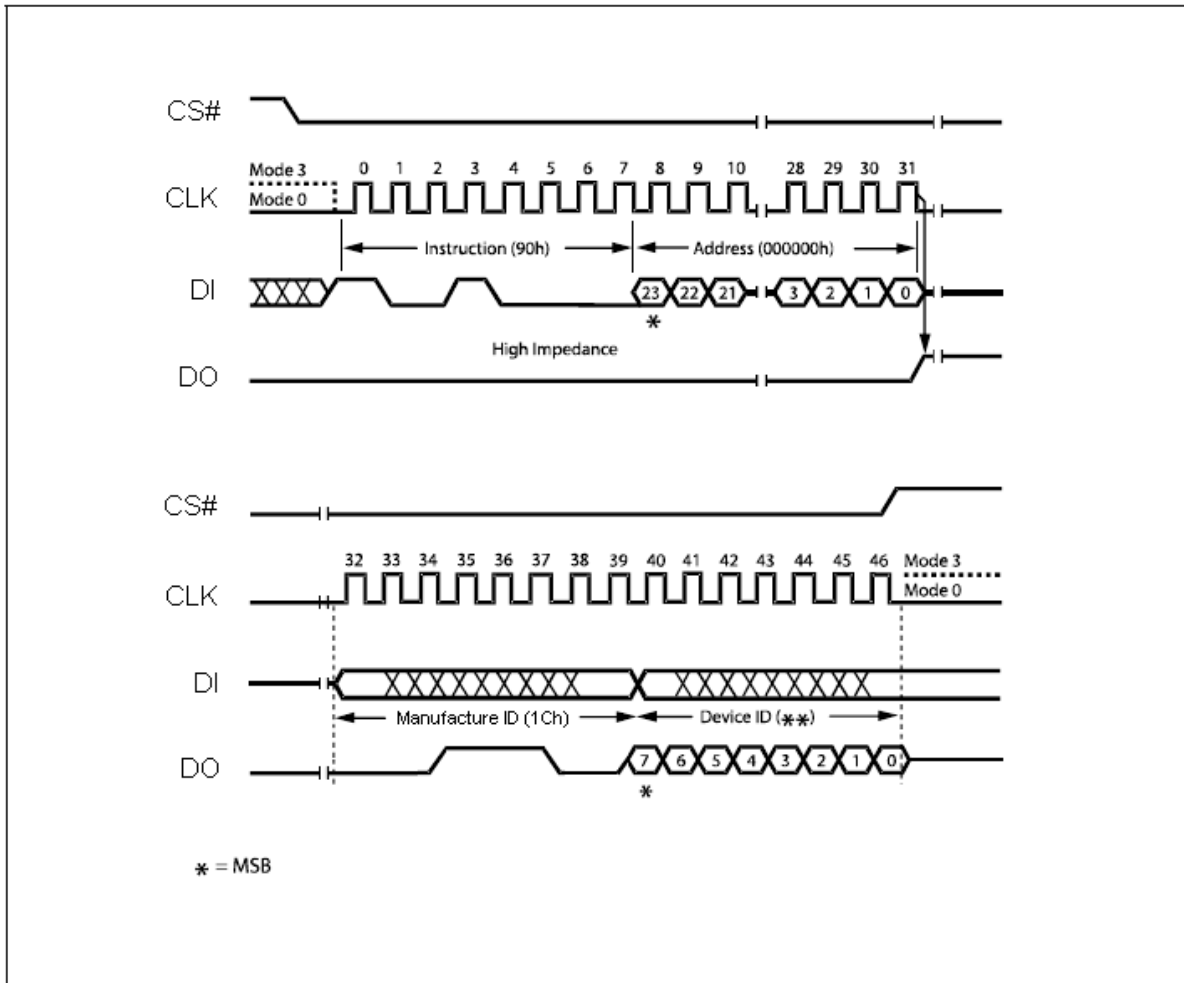 CS#
Mode 3
0 1 2 3 4 5 6 7 8 9 10 28 29 30 31
CLK
Mode 0
Instruction (90h) Address (000000h)
DI
23 22 21 3 2 1 0
*
High Impedance
DO
CS#
32 33 34 35 36 37 38 39 40 41 42 43 44 45 46 Mode 3
CLK
Mode 0
DI
Manufacture ID (1Ch) Device ID (**)
DO
7 6 5 4 3 2 1 0
*
* = MSB